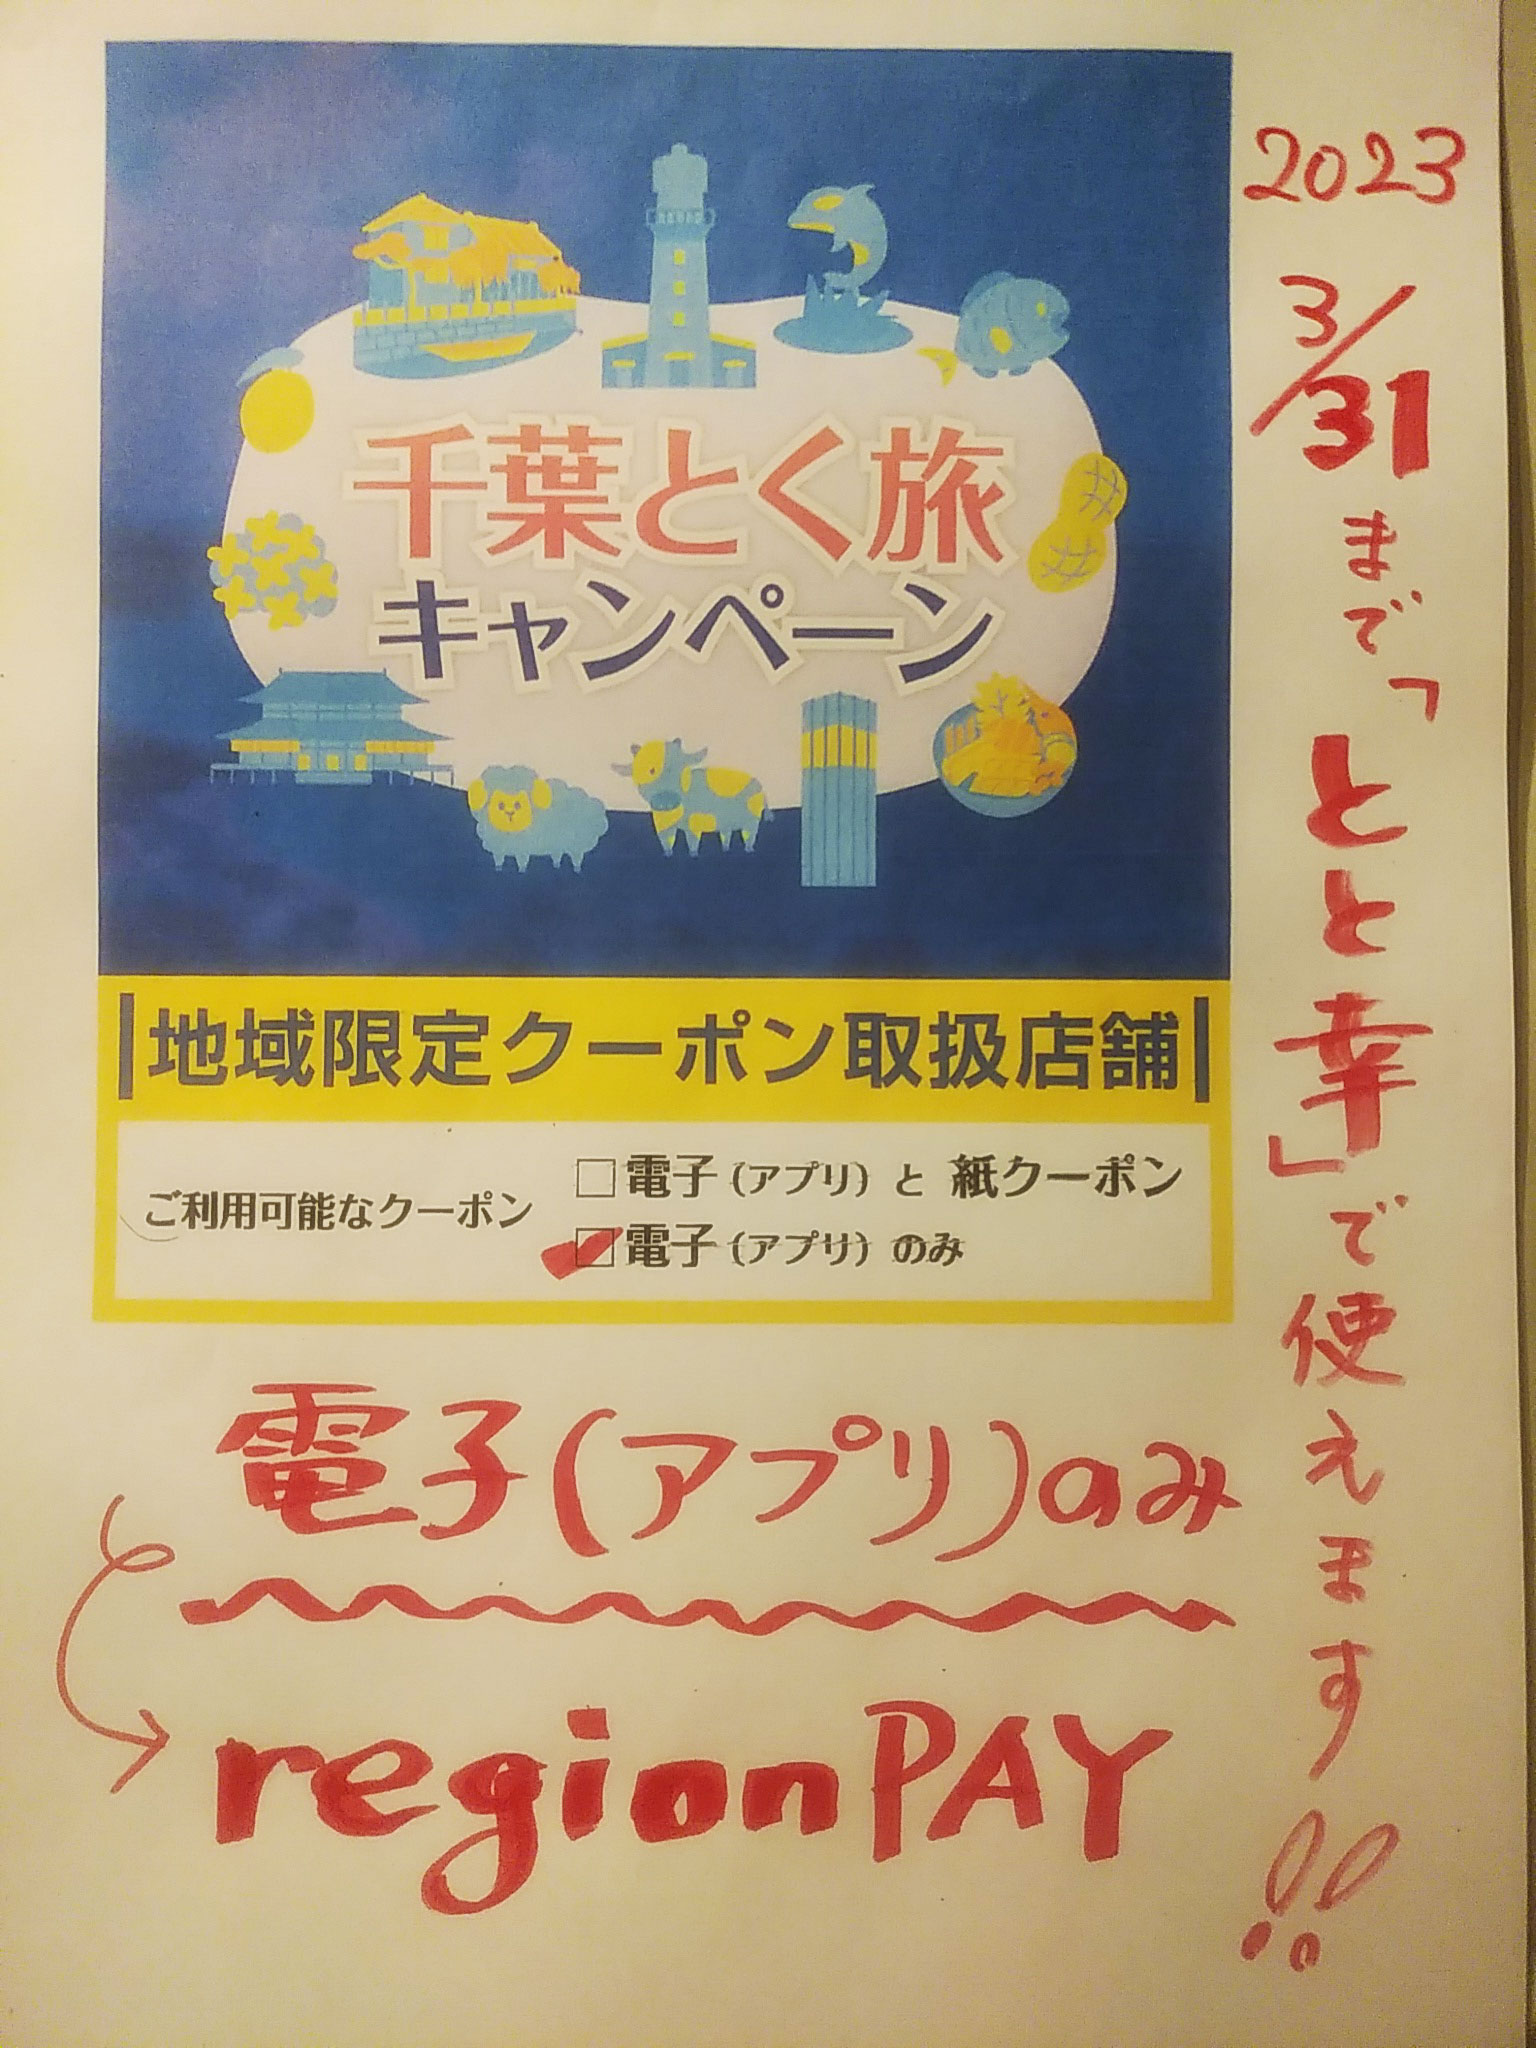 千葉とく旅
キャンペーン
地域限定クーポン取扱店舗
ご利用可能なクーポン
□電子（アプリ）と 紙クーポン
□電子（アプリ）のみ
電子(アプリ)のみ
regionPAY
2023 3/31まで「とと幸」で使えます!!